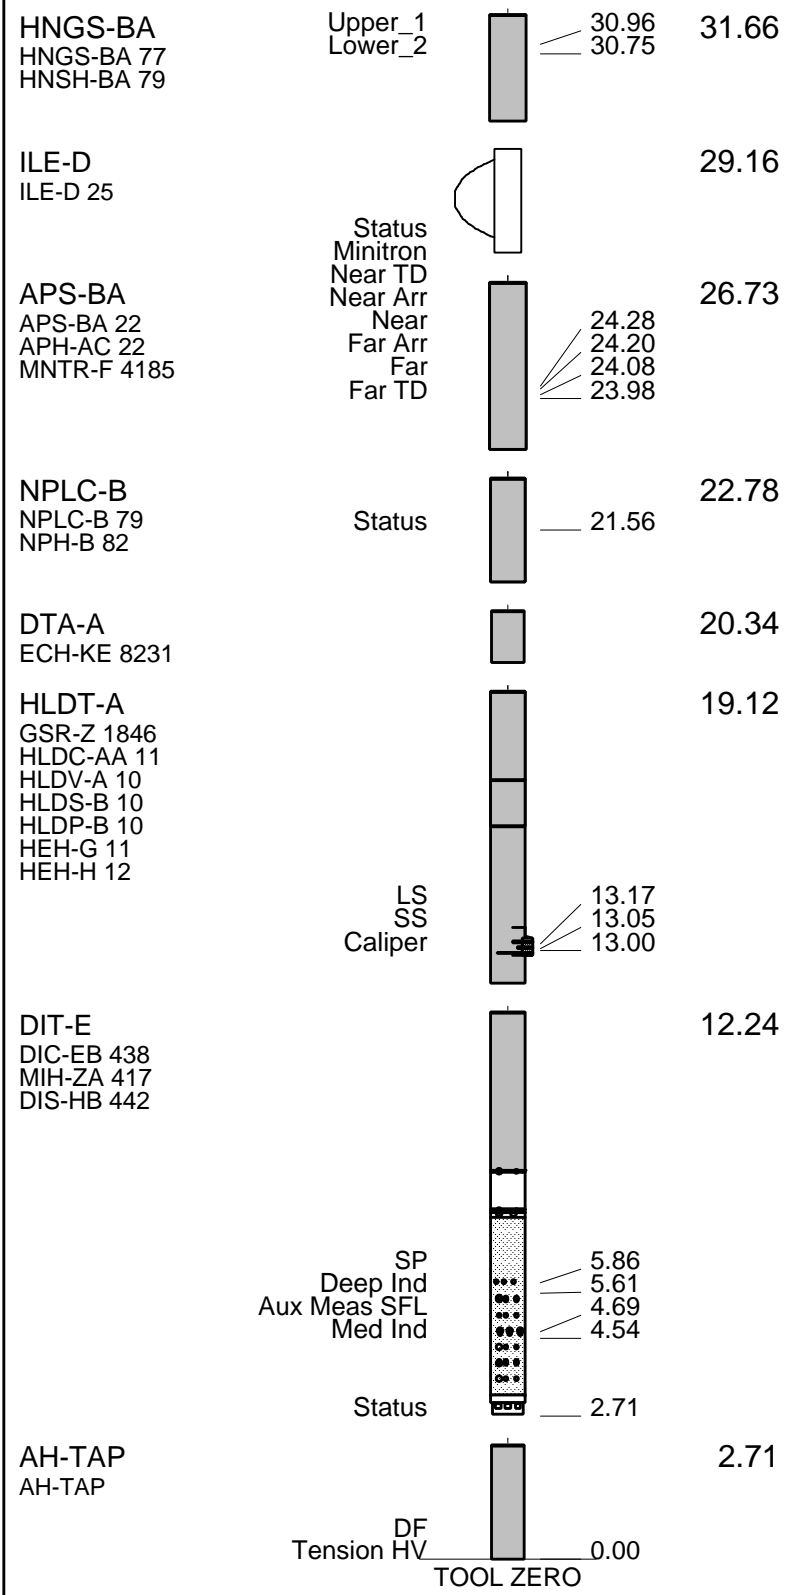 HNGS-BA Upper_1 30.96 31.66
HNGS-BA 77 Lower_2 30.75
HNSH-BA 79
ILE-D 29.16
ILE-D 25
Status
Minitron
Near TD
APS-BA Near Arr 26.73
APS-BA 22 Near 24.28
APH-AC 22 Far Arr 24.20
MNTR-F 4185 Far 24.08
Far TD 23.98
NPLC-B 22.78
NPLC-B 79 Status 21.56
NPH-B 82
DTA-A 20.34
ECH-KE 8231
HLDT-A 19.12
GSR-Z 1846
HLDC-AA 11
HLDV-A 10
HLDS-B 10
HLDP-B 10
HEH-G 11
HEH-H 12
LS 13.17
SS 13.05
Caliper 13.00
DIT-E 12.24
DIC-EB 438
MIH-ZA 417
DIS-HB 442
SP 5.86
Deep Ind 5.61
Aux Meas SFL 4.69
Med Ind 4.54
Status 2.71
AH-TAP 2.71
AH-TAP
DF
Tension HV 0.00
TOOL ZERO